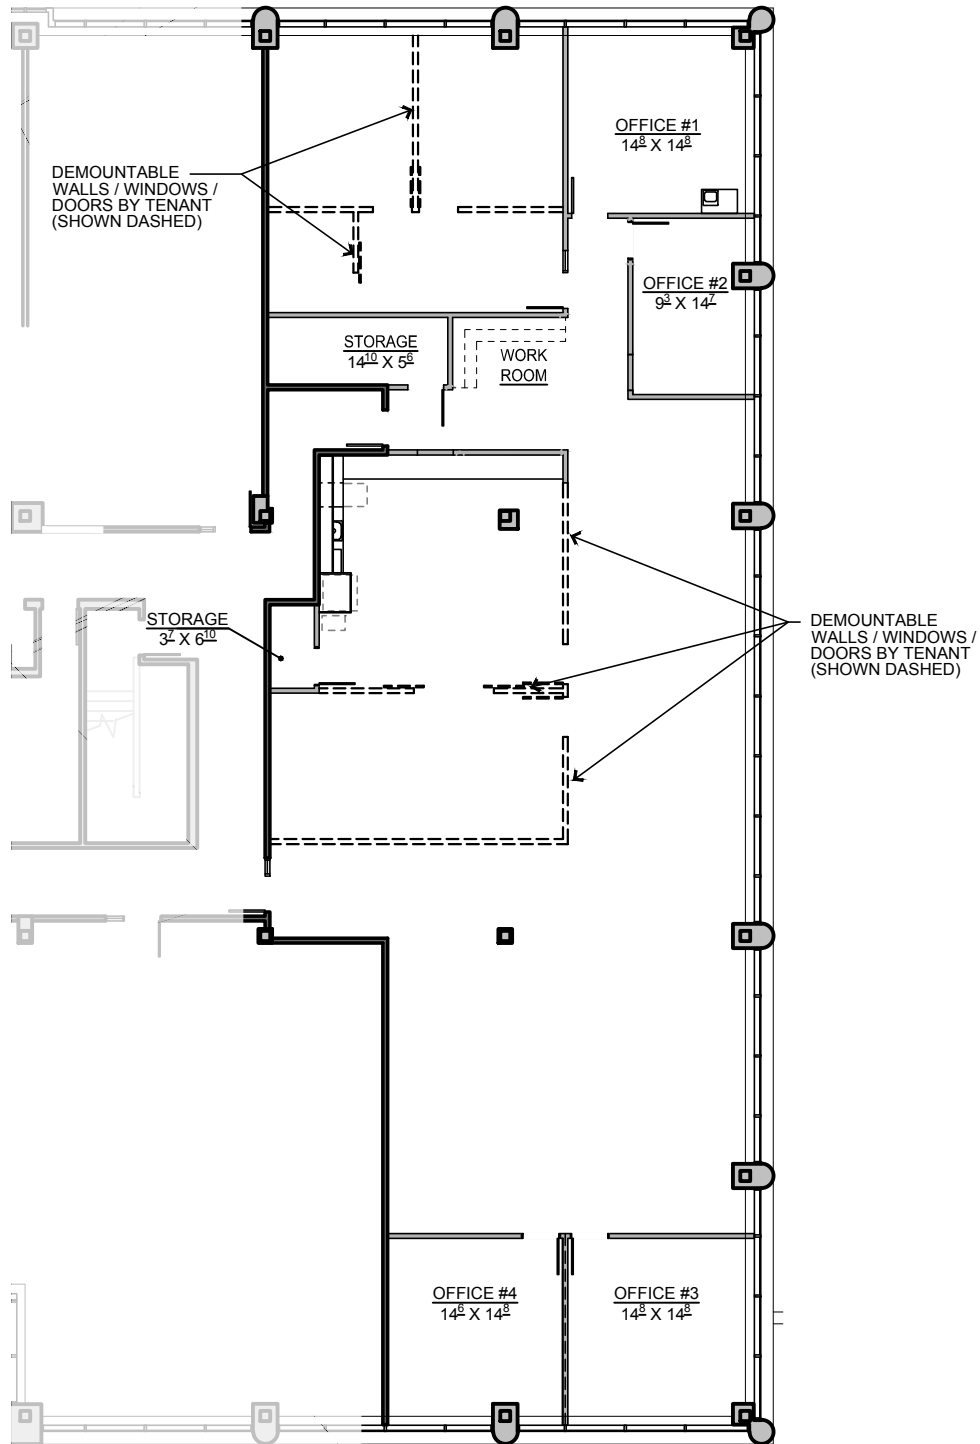 OFFICE #1
14⁸ X 14⁸
DEMOUNTABLE
WALLS / WINDOWS /
DOORS BY TENANT
(SHOWN DASHED)
OFFICE #2
9³ X 14⁷
STORAGE
14¹⁰ X 5⁶
WORK
ROOM
STORAGE
3⁷ X 6¹⁰
DEMOUNTABLE
WALLS / WINDOWS /
DOORS BY TENANT
(SHOWN DASHED)
OFFICE #4
14⁶ X 14⁸
OFFICE #3
14⁸ X 14⁸